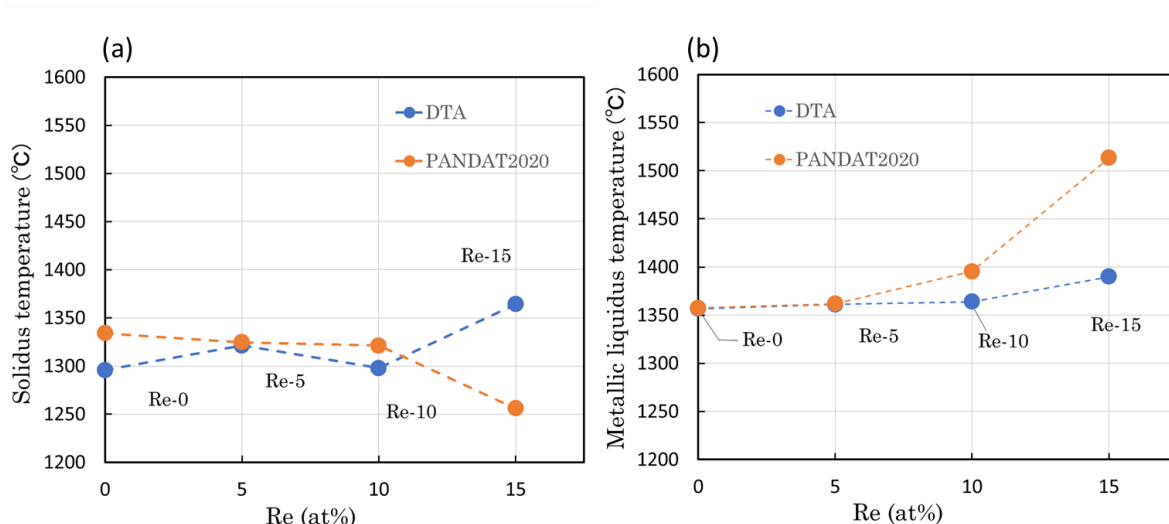 (a)
Solidus temperature (℃)
1600
1550
1500
1450
1400
1350
1300
1250
1200
DTA
PANDAT2020
Re-15
Re-0
Re-5
Re-10
0
5
10
15
Re (at%)
(b)
Metallic liquidus temperature (℃)
1600
1550
1500
1450
1400
1350
1300
1250
1200
DTA
PANDAT2020
Re-0
Re-5
Re-10
Re-15
0
5
10
15
Re (at%)